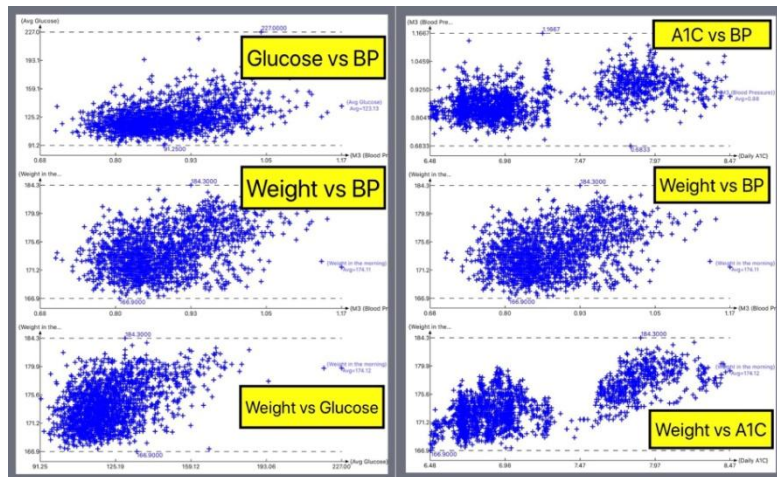 (Avg Glucose)
227.0000
227.0
Glucose vs BP
193.1
159.1
(Avg Glucose)
Avg=123.13
125.2
91.2500
91.2
0.68
0.80
0.93
1.05
1.17
(M3 (Blood Pr
(Weight in the...
184.3000
184.3
Weight vs BP
179.9
175.6
(Weight in the morning)
Avg=174.11
171.2
166.9
166.9000
0.68
0.80
0.93
1.05
1.17
(M3 (Blood Pr
(Weight in the...
184.3000
184.3
179.9
(Weight in the morning)
Avg=174.12
175.6
Weight vs Glucose
171.2
166.9
166.9000
91.25
125.19
159.12
193.06
227.00
(Avg Glucose)
(M3 (Blood Pre...
1.1667
1.1667
A1C vs BP
1.0459
0.9250
(M3 (Blood Pressure))
0.8041
0.6833
0.6833
6.46
6.96
7.47
7.97
8.47
(Daily A1C)
(Weight in the...
184.3000
184.3
Weight vs BP
179.9
175.6
(Weight in the morning)
Avg=174.11
171.2
166.9
166.9000
0.68
0.80
0.93
1.05
1.17
(M3 (Blood Pr
(Weight in the...
184.3000
184.3
179.9
(Weight in the morning)
Avg=174.12
175.6
171.2
Weight vs A1C
166.9
166.9000
6.46
6.96
7.47
7.97
8.47
(Daily A1C)